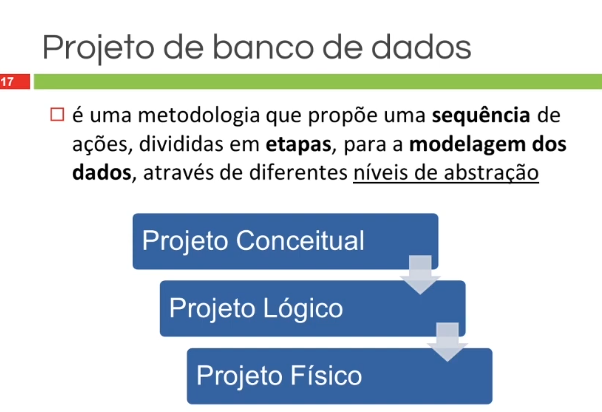 Projeto de banco de dados
17
é uma metodologia que propõe uma sequência de
ações, divididas em etapas, para a modelagem dos
dados, através de diferentes níveis de abstração
Projeto Conceitual
Projeto Lógico
Projeto Físico